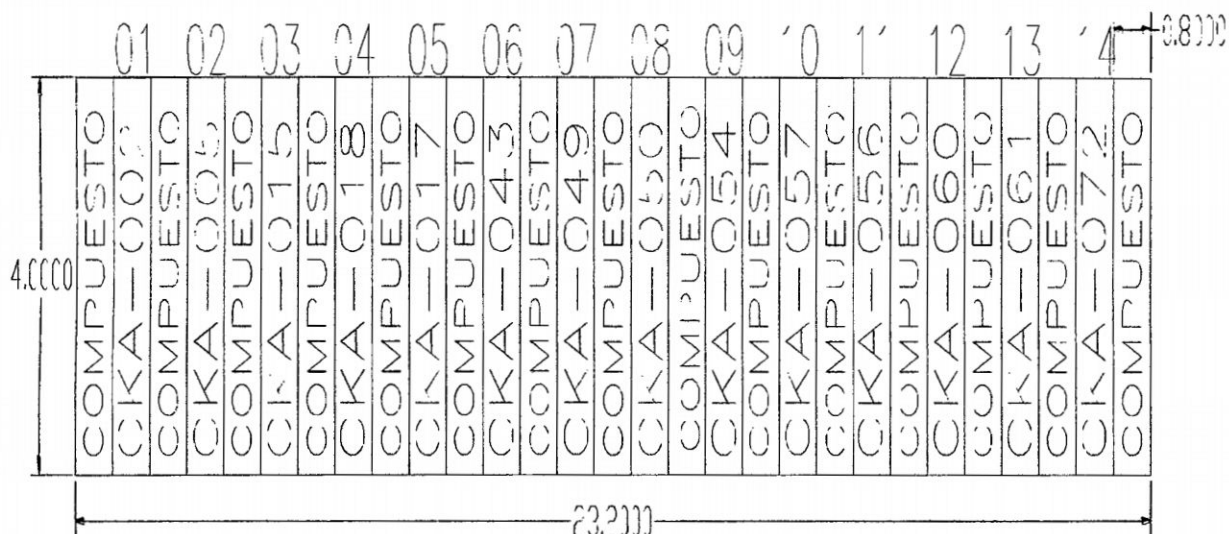 01 02 03 04 05 06 07 08 09 10 11 12 13 14
0.8000
4.0000
COMPUESTO
COMPUESTO
COMPUESTO
CKA-015
COMPUESTO
CKA-018
COMPUESTO
CKA-017
COMPUESTO
CKA-043
COMPUESTO
CKA-049
COMPUESTO
CKA-050
COMPUESTO
CKA-054
COMPUESTO
CKA-057
COMPUESTO
CKA-056
COMPUESTO
CKA-060
COMPUESTO
CKA-061
COMPUESTO
CKA-072
COMPUESTO
23.2000